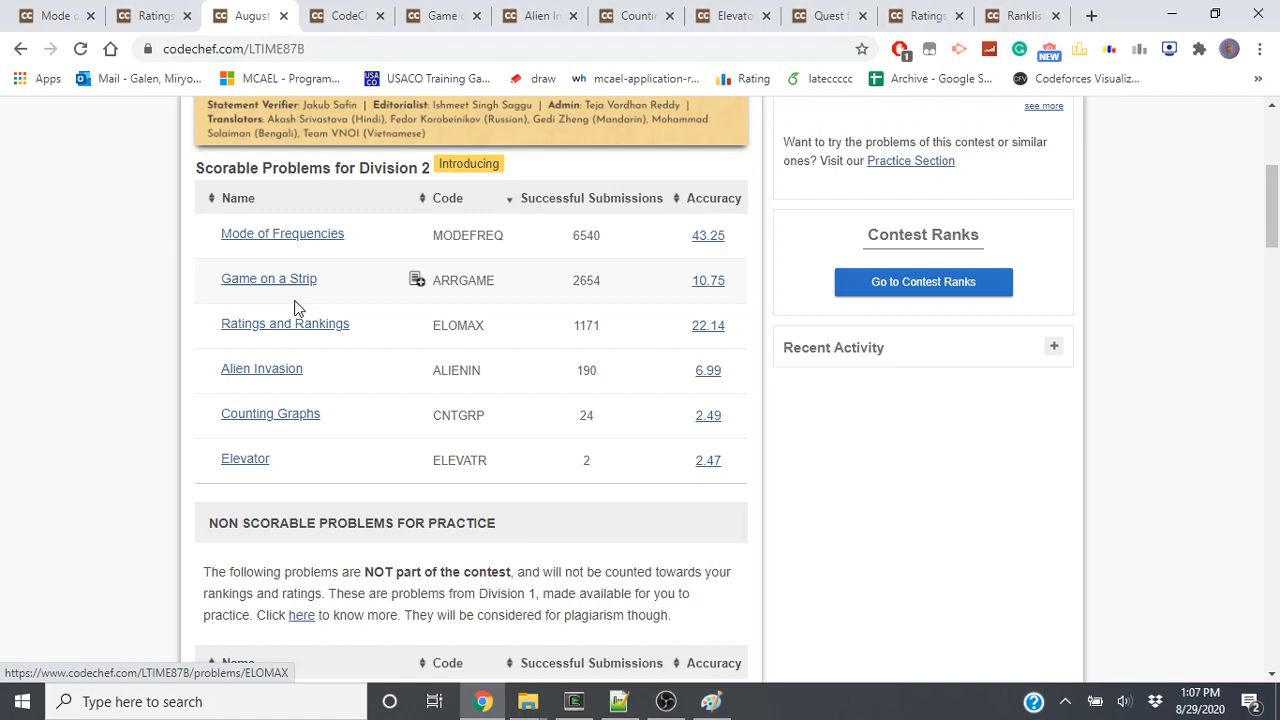 Mode o
Ratings
August
CodeCh
Game o
Alien In
Countin
Elevato
Quest f
Ratings
Ranklis
codechef.com/LTIME87B
1
NEW
Apps
Mail - Galen, Miryo...
MCAEL - Program...
USACO Training Ga...
draw
mcael-application-r...
Rating
lateccccc
Archive - Google S...
Codeforces Visualiz...
»
Statement Verifier: Jakub Safin | Editorialist: Ishmeet Singh Saggu | Admin: Teja Vardhan Reddy |
Translators: Akash Srivastava (Hindi), Fedor Korobeinikov (Russian), Gedi Zheng (Mandarin), Mohammad
Solaiman (Bengali), Team VNOI (Vietnamese)
see more
Want to try the problems of this contest or similar
ones? Visit our Practice Section
Scorable Problems for Division 2 Introducing
Name Code Successful Submissions Accuracy
Mode of Frequencies MODEFREQ 6540 43.25
Game on a Strip ARRGAME 2654 10.75
Ratings and Rankings ELOMAX 1171 22.14
Alien Invasion ALIENIN 190 6.99
Counting Graphs CNTGRP 24 2.49
Elevator ELEVATR 2 2.47
Contest Ranks
Go to Contest Ranks
Recent Activity
NON SCORABLE PROBLEMS FOR PRACTICE
The following problems are NOT part of the contest, and will not be counted towards your
rankings and ratings. These are problems from Division 1, made available for you to
practice. Click here to know more. They will be considered for plagiarism though.
Name Code Successful Submissions Accuracy
https://www.codechef.com/LTIME87B/problems/ELOMAX
Type here to search
1:07 PM
8/29/2020
2